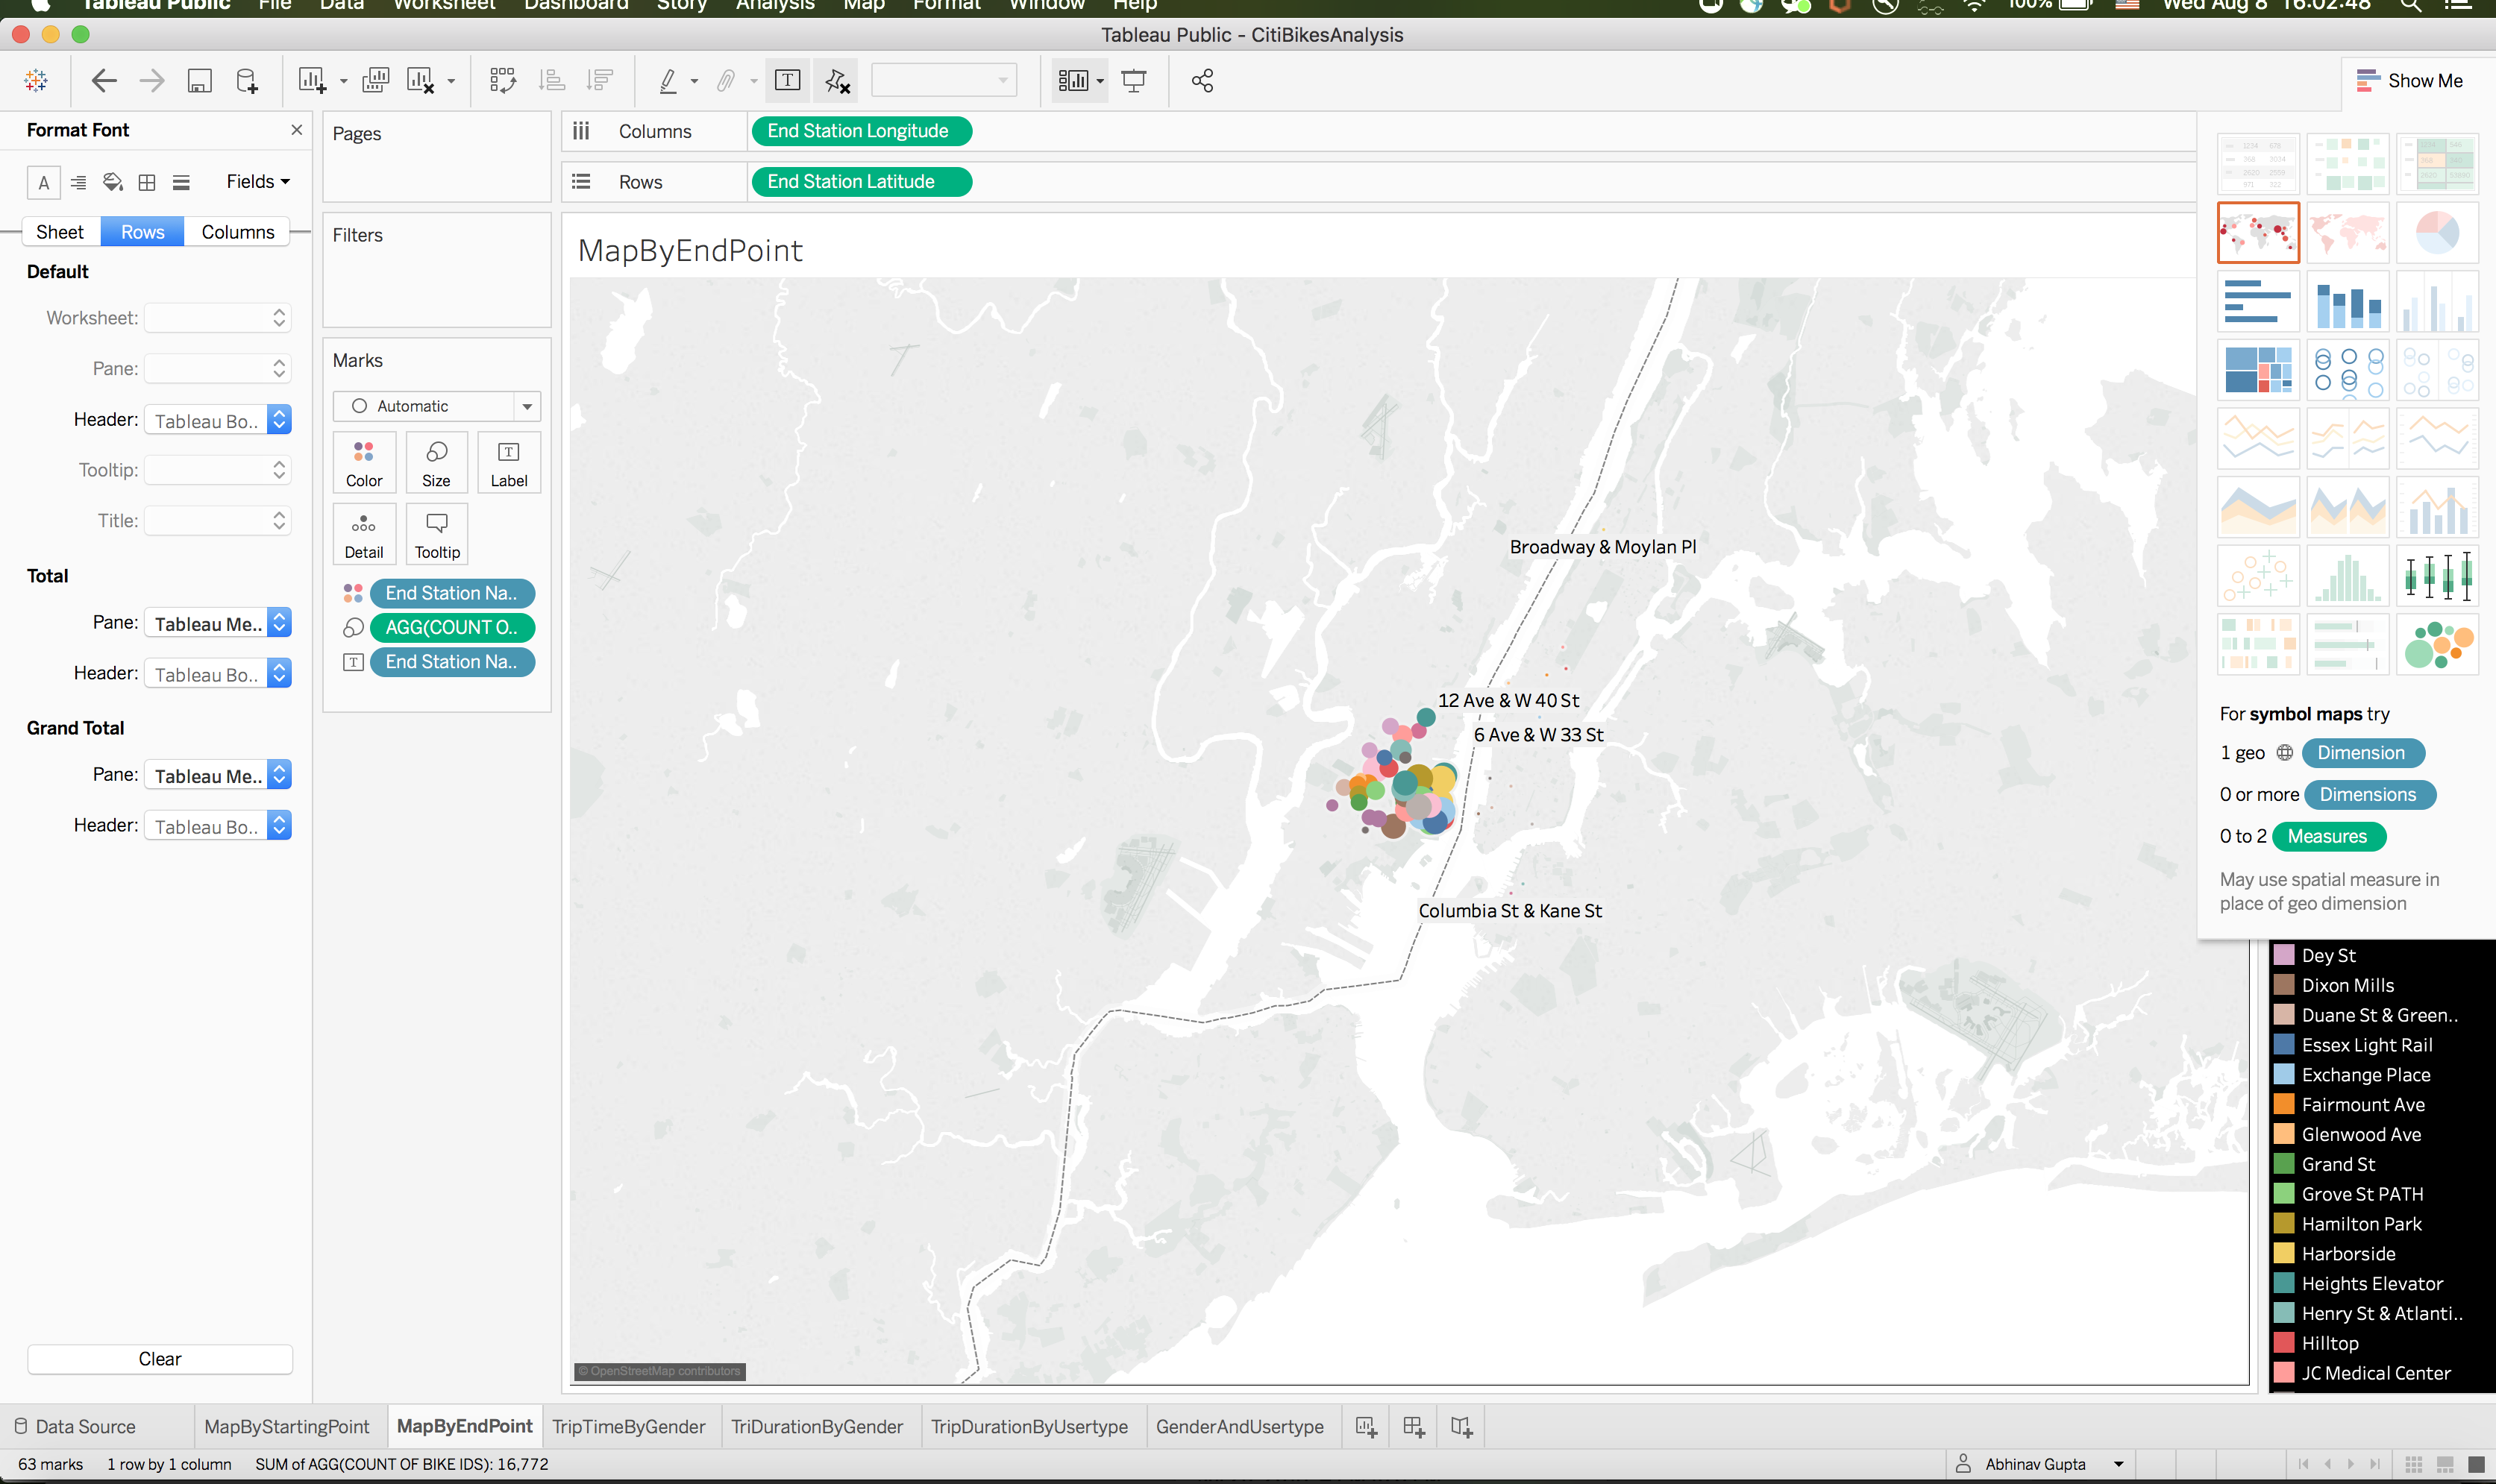 Tableau Public File Data Worksheet Dashboard Story Analysis Map Format Window Help 100% Wed Aug 8 16:02:48
Tableau Public - CitiBikesAnalysis
Show Me
Format Font
Fields
Sheet Rows Columns
Default
Worksheet:
Pane:
Header: Tableau Bo..
Tooltip:
Title:
Total
Pane: Tableau Me..
Header: Tableau Bo..
Grand Total
Pane: Tableau Me..
Header: Tableau Bo..
Clear
Pages
Filters
Marks
Automatic
Color Size Label
Detail Tooltip
End Station Na..
AGG(COUNT O..
End Station Na..
Columns End Station Longitude
Rows End Station Latitude
MapByEndPoint
Broadway & Moylan Pl
12 Ave & W 40 St
6 Ave & W 33 St
Columbia St & Kane St
© OpenStreetMap contributors
For symbol maps try
1 geo Dimension
0 or more Dimensions
0 to 2 Measures
May use spatial measure in
place of geo dimension
Dey St
Dixon Mills
Duane St & Green..
Essex Light Rail
Exchange Place
Fairmount Ave
Glenwood Ave
Grand St
Grove St PATH
Hamilton Park
Harborside
Heights Elevator
Henry St & Atlanti..
Hilltop
JC Medical Center
Data Source MapByStartingPoint MapByEndPoint TripTimeByGender TriDurationByGender TripDurationByUsertype GenderAndUsertype
63 marks 1 row by 1 column SUM of AGG(COUNT OF BIKE IDS): 16,772 Abhinav Gupta